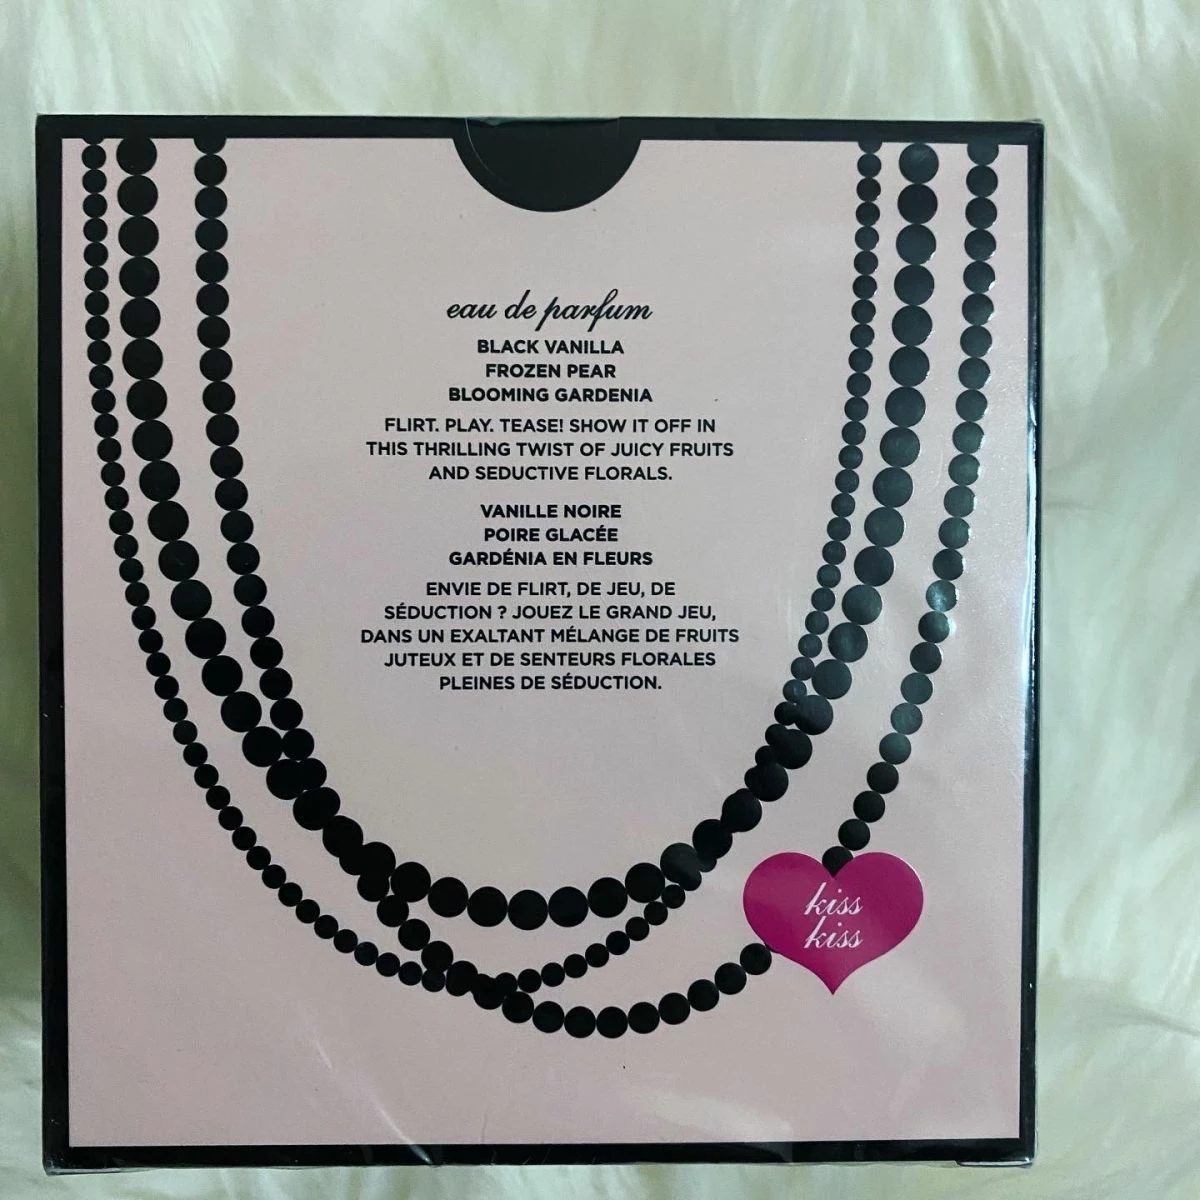 eau de parfum
BLACK VANILLA
FROZEN PEAR
BLOOMING GARDENIA
FLIRT. PLAY. TEASE! SHOW IT OFF IN
THIS THRILLING TWIST OF JUICY FRUITS
AND SEDUCTIVE FLORALS.
VANILLE NOIRE
POIRE GLACÉE
GARDÉNIA EN FLEURS
ENVIE DE FLIRT, DE JEU, DE
SÉDUCTION ? JOUEZ LE GRAND JEU,
DANS UN EXALTANT MÉLANGE DE FRUITS
JUTEUX ET DE SENTEURS FLORALES
PLEINES DE SÉDUCTION.
kiss
kiss